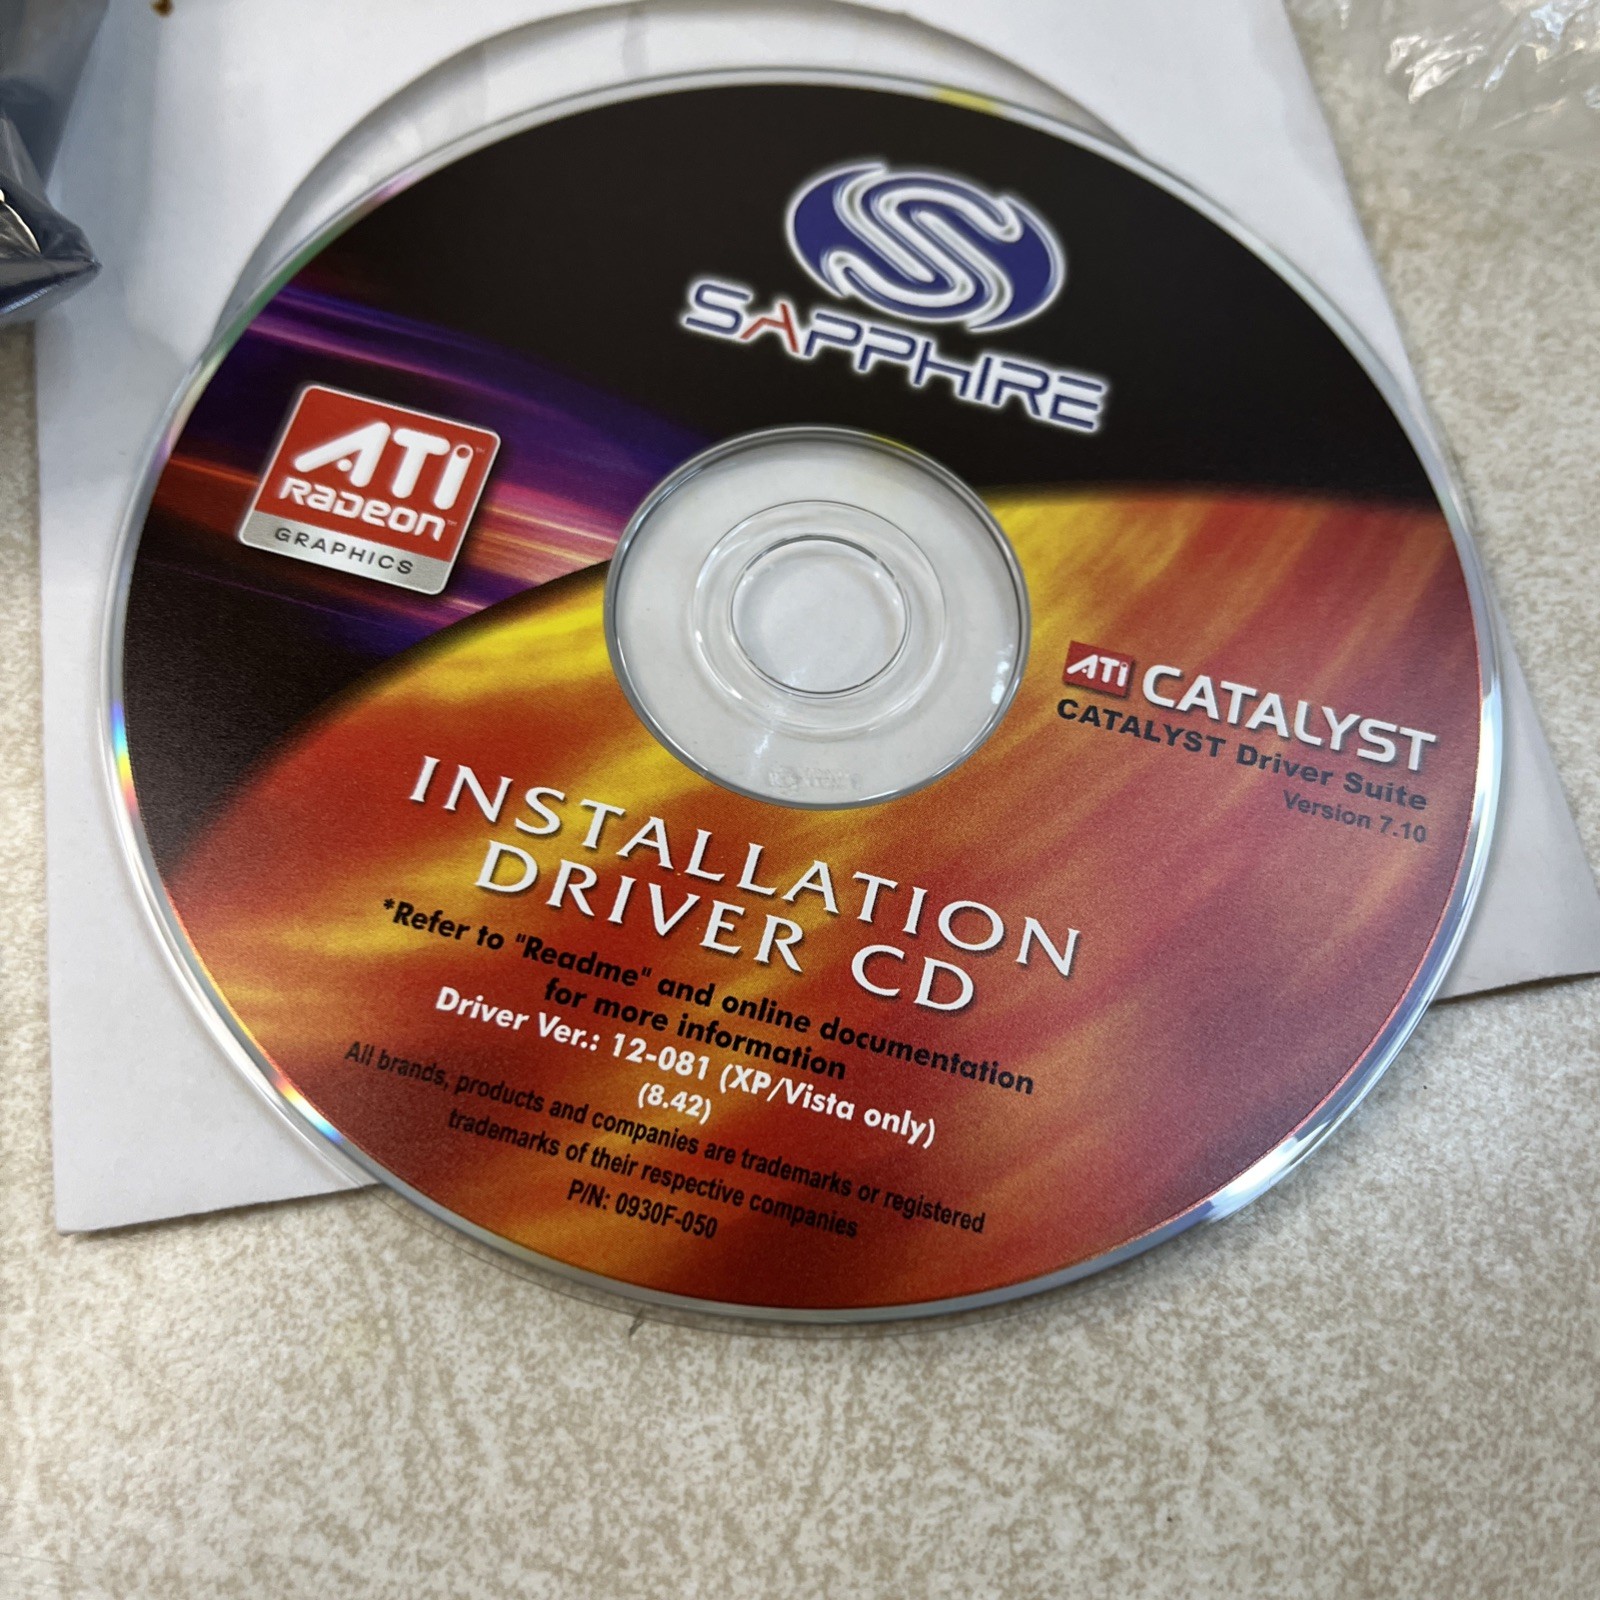 SAPPHIRE
ATI
RADEON
GRAPHICS
ATI CATALYST
CATALYST Driver Suite
Version 7.10
INSTALLATION
DRIVER CD
*Refer to "Readme" and online documentation
for more information
Driver Ver.: 12-081 (XP/Vista only)
(8.42)
All brands, products and companies are trademarks or registered
trademarks of their respective companies
P/N: 0930F-050